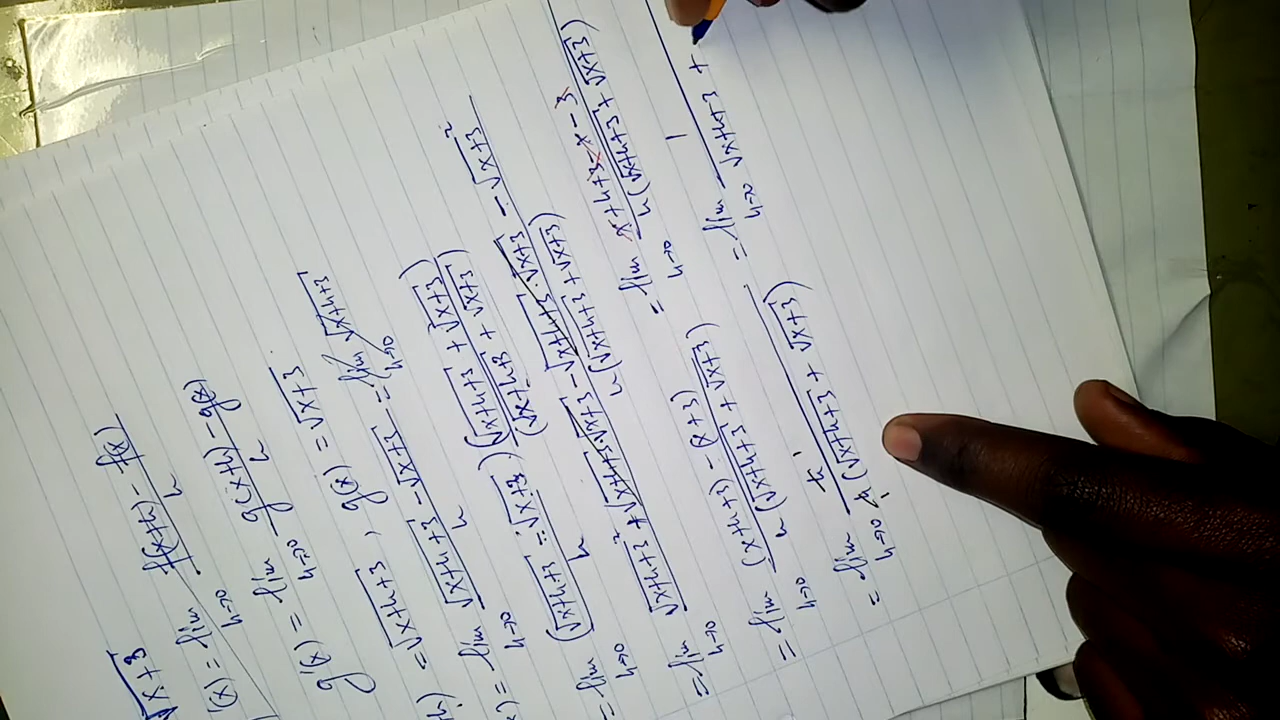 √x+3
'(x) = lim h→0 f(x+h) - f(x) / h
g'(x) = lim h→0 g(x+h) - g(x) / h
h) = √x+h+3 , g(x) = √x+3
x) = lim h→0 √x+h+3 - √x+3 / h = lim h→0 √x+h+3
= lim h→0 (√x+h+3 - √x+3 / h) (√x+h+3 + √x+3 / √x+h+3 + √x+3)
= lim h→0 √x+h+3² + √x+h+3·√x+3 - √x+h+3·√x+3 - √x+3² / h(√x+h+3 + √x+3)
= lim h→0 (x+h+3) - (x+3) / h(√x+h+3 + √x+3) = lim h→0 x+h+3-x-3 / h(√x+h+3 + √x+3)
= lim h→0 h / h(√x+h+3 + √x+3) = lim h→0 1 / √x+h+3 +